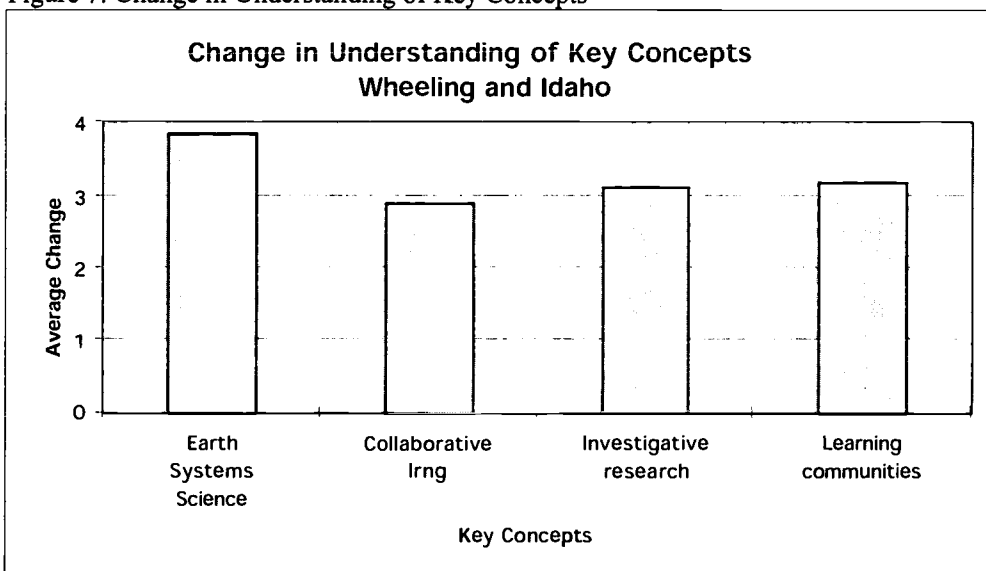 Figure 7. Change in Understanding of Key Concepts
Change in Understanding of Key Concepts
Wheeling and Idaho
4
3
2
1
0
Average Change
Earth
Systems
Science
Collaborative
lrng
Investigative
research
Learning
communities
Key Concepts